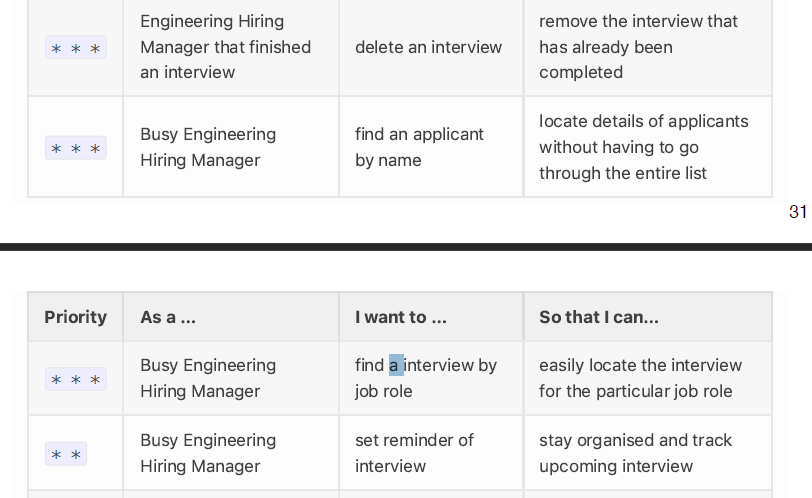 Engineering Hiring
Manager that finished
an interview
delete an interview
remove the interview that
has already been
completed
* * *
Busy Engineering
Hiring Manager
find an applicant
by name
locate details of applicants
without having to go
through the entire list
* * *
31
Priority
As a ...
I want to ...
So that I can...
* * *
Busy Engineering
Hiring Manager
find a interview by
job role
easily locate the interview
for the particular job role
* *
Busy Engineering
Hiring Manager
set reminder of
interview
stay organised and track
upcoming interview